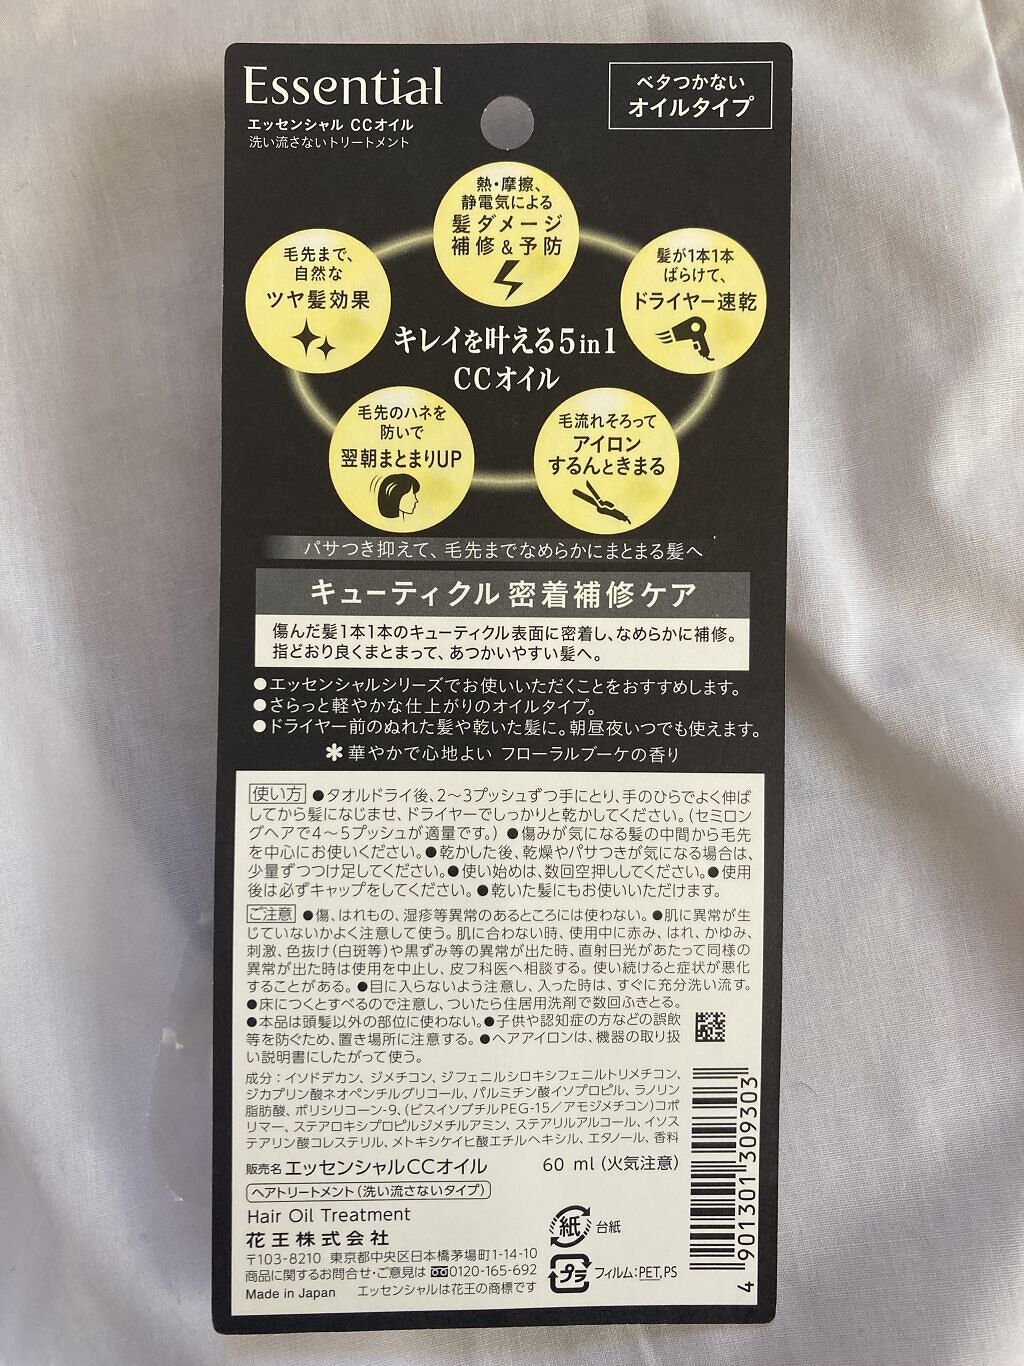 Essential
エッセンシャル CCオイル
洗い流さないトリートメント
ベタつかない
オイルタイプ
熱・摩擦、
静電気による
髪ダメージ
補修&予防
毛先まで、
自然な
ツヤ髪効果
髪が1本1本
ばらけて、
ドライヤー速乾
キレイを叶える5in1
CCオイル
毛先のハネを
防いで
翌朝まとまりUP
毛流れそろって
アイロン
するんときまる
パサつき抑えて、毛先までなめらかにまとまる髪へ
キューティクル密着補修ケア
傷んだ髪1本1本のキューティクル表面に密着し、なめらかに補修。
指どおり良くまとまって、あつかいやすい髪へ。
●エッセンシャルシリーズでお使いいただくことをおすすめします。
●さらっと軽やかな仕上がりのオイルタイプ。
●ドライヤー前のぬれた髪や乾いた髪に。朝昼夜いつでも使えます。
✻華やかで心地よい フローラルブーケの香り
使い方 ●タオルドライ後、2~3プッシュずつ手にとり、手のひらでよく伸ば
してから髪になじませ、ドライヤーでしっかりと乾かしてください。(セミロン
グヘアで4~5プッシュが適量です。) ●傷みが気になる髪の中間から毛先
を中心にお使いください。●乾かした後、乾燥やパサつきが気になる場合は、
少量ずつつけ足してください。●使い始めは、数回空押ししてください。●使用
後は必ずキャップをしてください。●乾いた髪にもお使いいただけます。
ご注意 ●傷、はれもの、湿疹等異常のあるところには使わない。●肌に異常が生
じていないかよく注意して使う。肌に合わない時、使用中に赤み、はれ、かゆみ、
刺激、色抜け(白斑等)や黒ずみ等の異常が出た時、直射日光があたって同様の
異常が出た時は使用を中止し、皮フ科医へ相談する。使い続けると症状が悪化
することがある。●目に入らないよう注意し、入った時は、すぐに充分洗い流す。
●床につくとすべるので注意し、ついたら住居用洗剤で数回ふきとる。
●本品は頭髪以外の部位に使わない。●子供や認知症の方などの誤飲
等を防ぐため、置き場所に注意する。●ヘアアイロンは、機器の取り扱
い説明書にしたがって使う。
成分:イソドデカン、ジメチコン、ジフェニルシロキシフェニルトリメチコン、
ジカプリン酸ネオペンチルグリコール、パルミチン酸イソプロピル、ラノリン
脂肪酸、ポリシリコーン-9、(ビスイソブチルPEG-15/アモジメチコン)コポ
リマー、ステアロキシプロピルジメチルアミン、ステアリルアルコール、イソス
テアリン酸コレステリル、メトキシケイヒ酸エチルヘキシル、エタノール、香料
販売名 エッセンシャルCCオイル 60 ml (火気注意)
ヘアトリートメント(洗い流さないタイプ)
Hair Oil Treatment
花王株式会社
〒103-8210 東京都中央区日本橋茅場町1-14-10
商品に関するお問合せ・ご意見は 0120-165-692
Made in Japan エッセンシャルは花王の商標です
紙 台紙
プラ フィルム:PET,PS
4 901301 309303